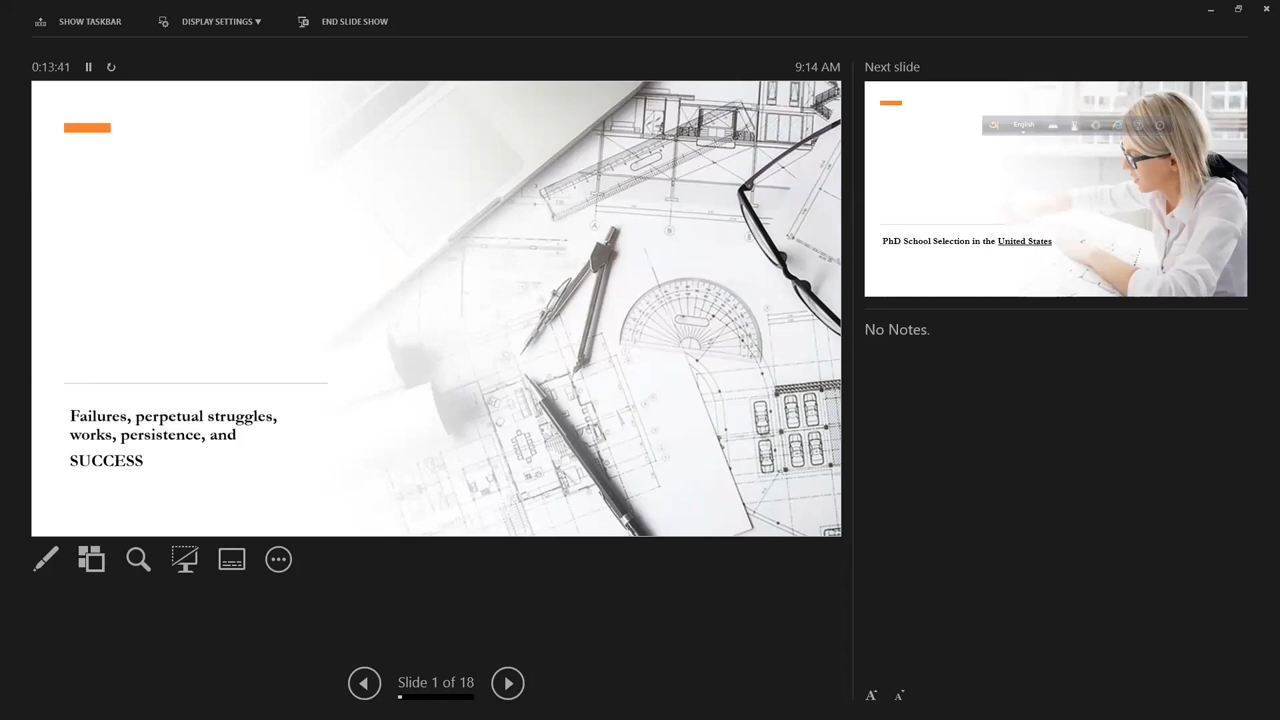 SHOW TASKBAR
DISPLAY SETTINGS ▾
END SLIDE SHOW
0:13:41
9:14 AM
Failures, perpetual struggles,
works, persistence, and
SUCCESS
Slide 1 of 18
Next slide
English
PhD School Selection in the United States
No Notes.
A
A